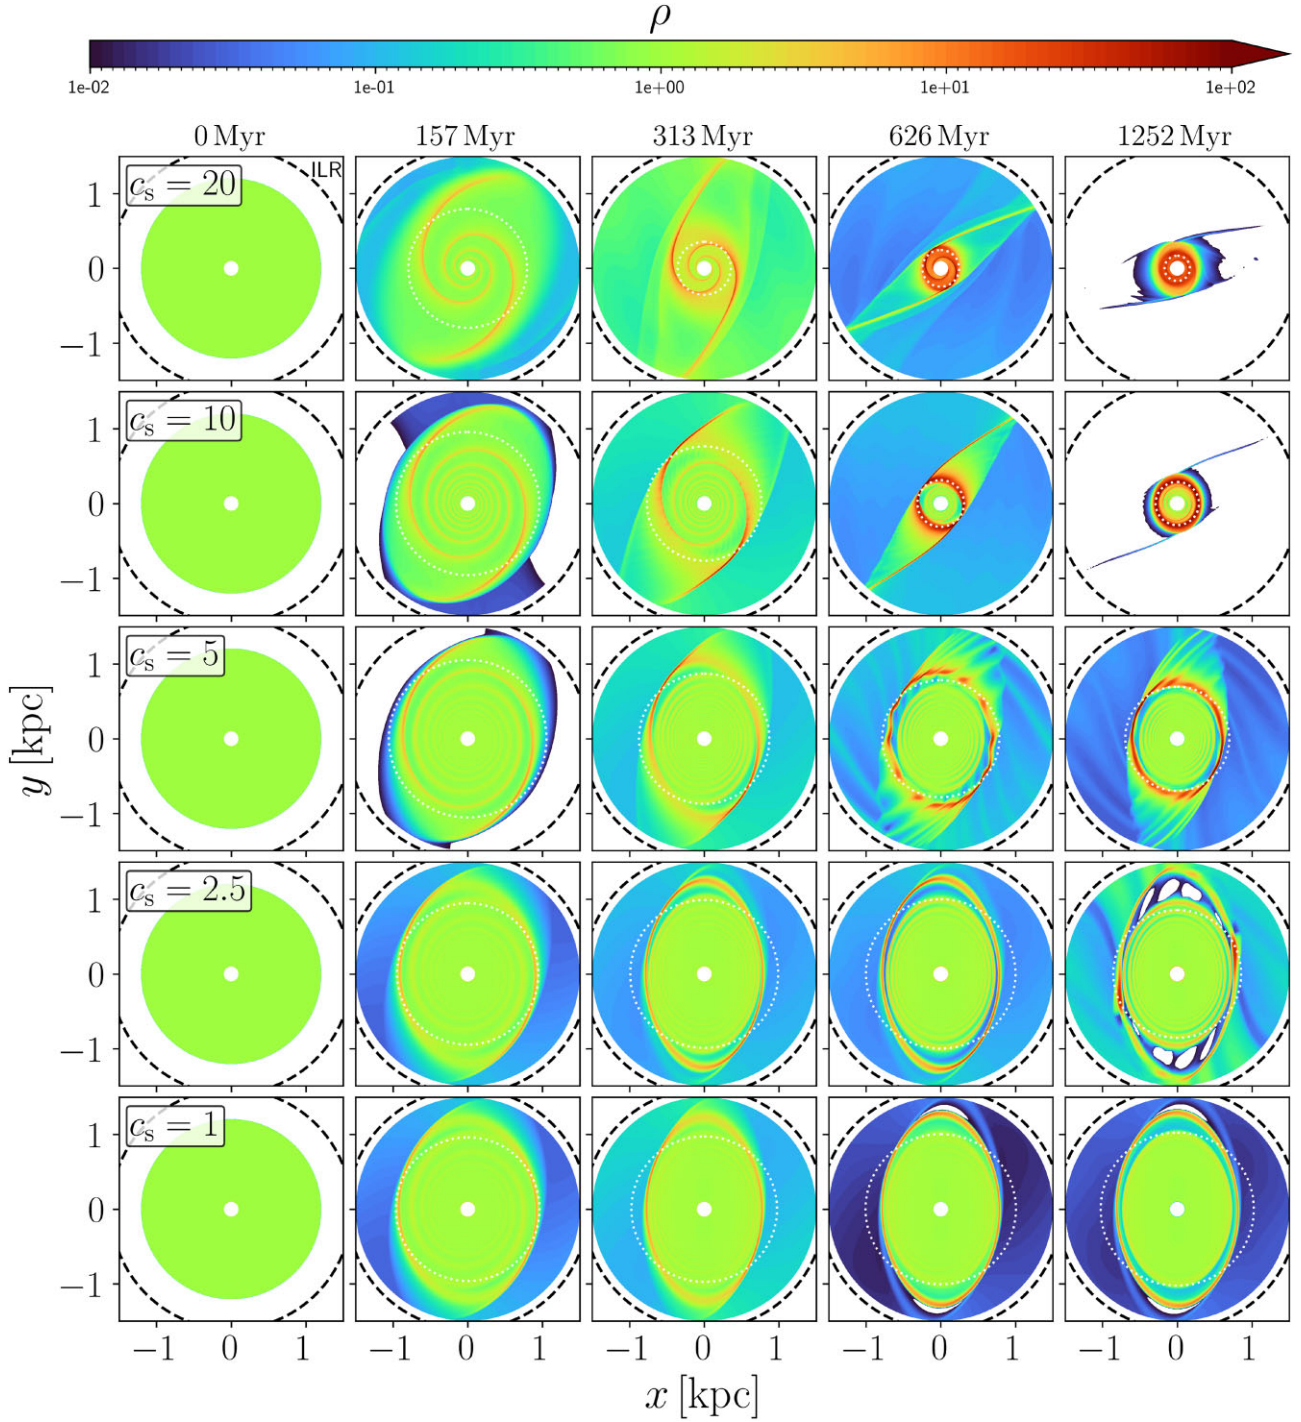 ρ
1e-02 1e-01 1e+00 1e+01 1e+02
0 Myr 157 Myr 313 Myr 626 Myr 1252 Myr
ILR
c_s = 20
1
0
−1
c_s = 10
1
0
−1
c_s = 5
1
0
−1
y [kpc]
c_s = 2.5
1
0
−1
c_s = 1
1
0
−1
−1 0 1 −1 0 1 −1 0 1 −1 0 1 −1 0 1
x [kpc]